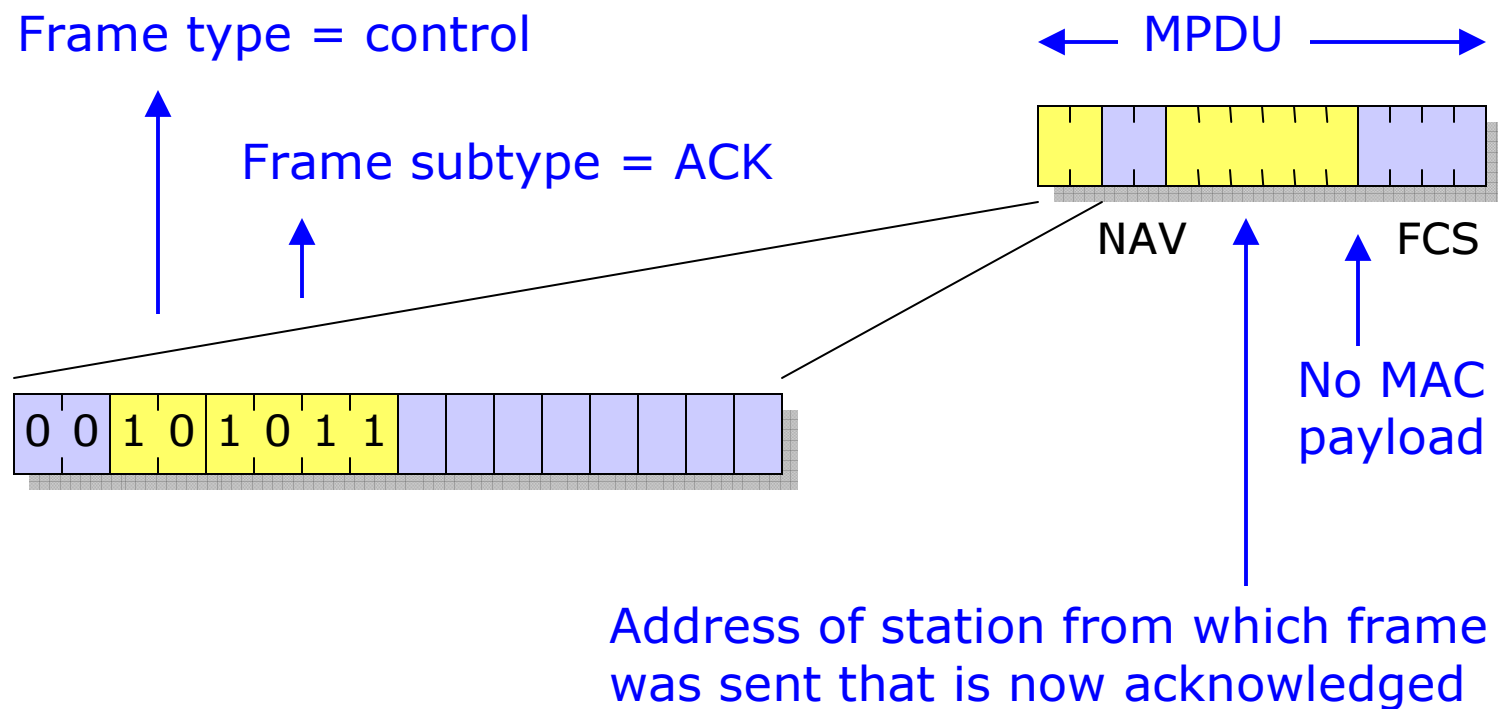 Frame type = control
MPDU
Frame subtype = ACK
NAV
FCS
No MAC
payload
0 0 1 0 1 0 1 1
Address of station from which frame
was sent that is now acknowledged